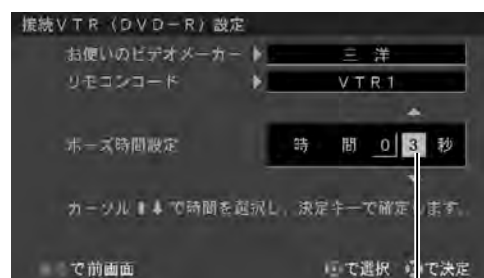 接続VTR（DVD-R）設定
お使いのビデオメーカー ▶ 三洋
リモコンコード ▶ VTR1
ポーズ時間設定 時間 03 秒
カーソル⬆⬇で時間を選択し、決定キーで確定します。
で前画面 で選択 で決定